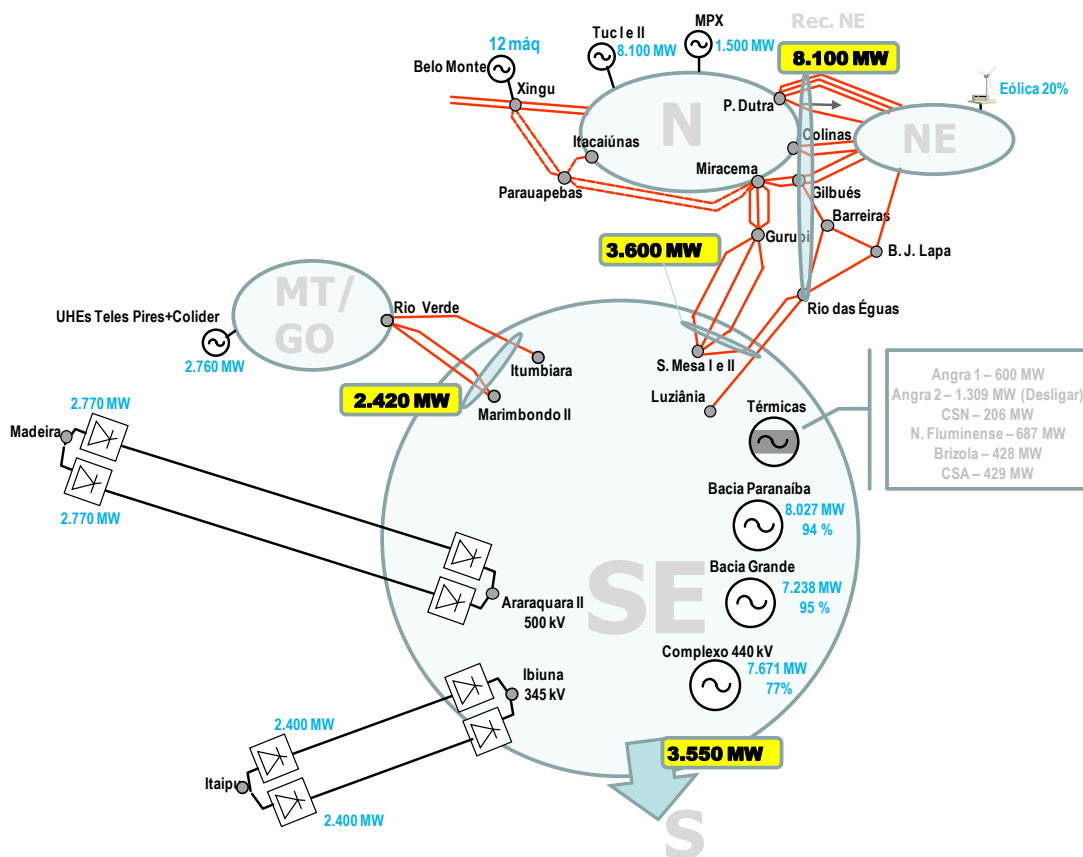 Rec. NE
MPX
1.500 MW
Tuc I e II
8.100 MW
8.100 MW
12 máq
Belo Monte
Xingu
Eólica 20%
P. Dutra
N
NE
Colinas
Itacaiúnas
Miracema
Parauapebas
Gilbués
Barreiras
Gurupi
3.600 MW
B. J. Lapa
MT/
GO
Rio Verde
Rio das Éguas
UHEs Teles Pires+Colider
2.760 MW
Itumbiara
S. Mesa I e II
2.420 MW
Marimbondo II
Luziânia
Térmicas
Angra 1 – 600 MW
Angra 2 – 1.309 MW (Desligar)
CSN – 206 MW
N. Fluminense – 687 MW
Brizola – 428 MW
CSA – 429 MW
2.770 MW
Madeira
2.770 MW
Bacia Paranaíba
8.027 MW
94 %
SE
Bacia Grande
7.238 MW
95 %
Araraquara II
500 kV
Complexo 440 kV
7.671 MW
77%
Ibiuna
345 kV
2.400 MW
Itaipu
2.400 MW
3.550 MW
S